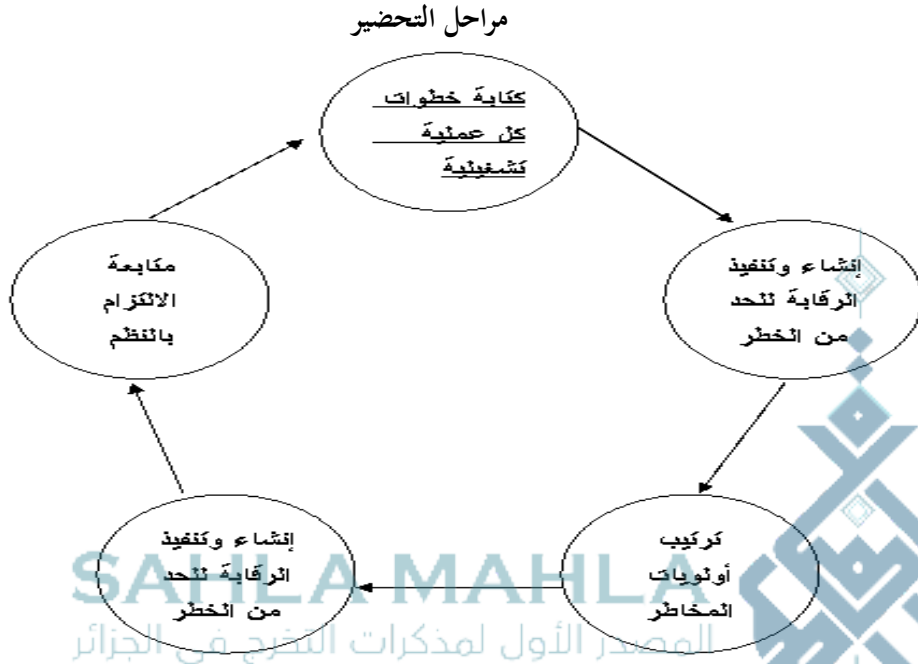 مراحل التحضير
كتابة خطوات
كل عملية
تشغيلية
إنشاء وتنفيذ
الرقابة للحد
من الخطر
تركيب
أولويات
المخاطر
إنشاء وتنفيذ
الرقابة للحد
من الخطر
متابعة
الالتزام
بالنظم
SAHLA MAHLA
المصدر الأول لمذكرات التخرج في الجزائر